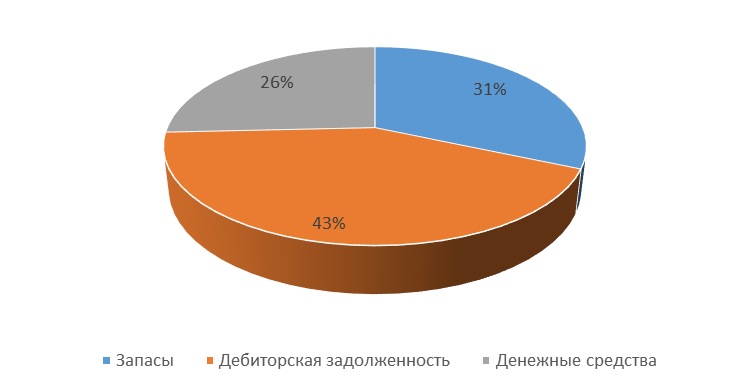 26%
31%
43%
Запасы
Дебиторская задолженность
Денежные средства